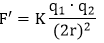 F′ = K q₁ · q₂ / (2r)²